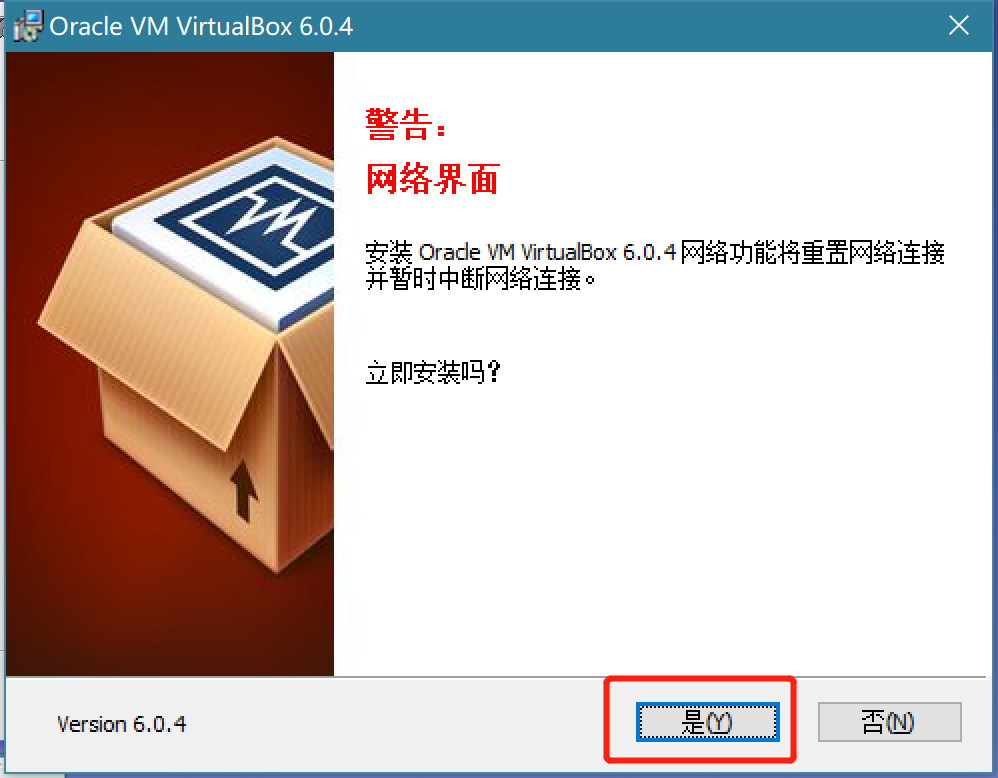 Oracle VM VirtualBox 6.0.4
警告：
网络界面
安装 Oracle VM VirtualBox 6.0.4 网络功能将重置网络连接
并暂时中断网络连接。
立即安装吗？
Version 6.0.4
是(Y)
否(N)